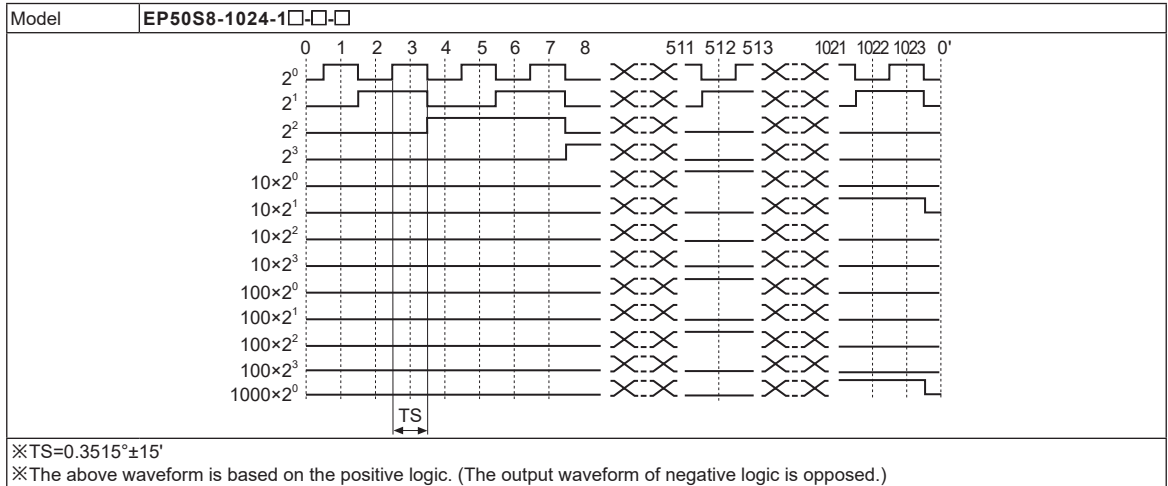 Model EP50S8-1024-1□-□-□
0 1 2 3 4 5 6 7 8 511 512 513 1021 1022 1023 0'
2⁰
2¹
2²
2³
10×2⁰
10×2¹
10×2²
10×2³
100×2⁰
100×2¹
100×2²
100×2³
1000×2⁰
TS
※TS=0.3515°±15'
※The above waveform is based on the positive logic. (The output waveform of negative logic is opposed.)